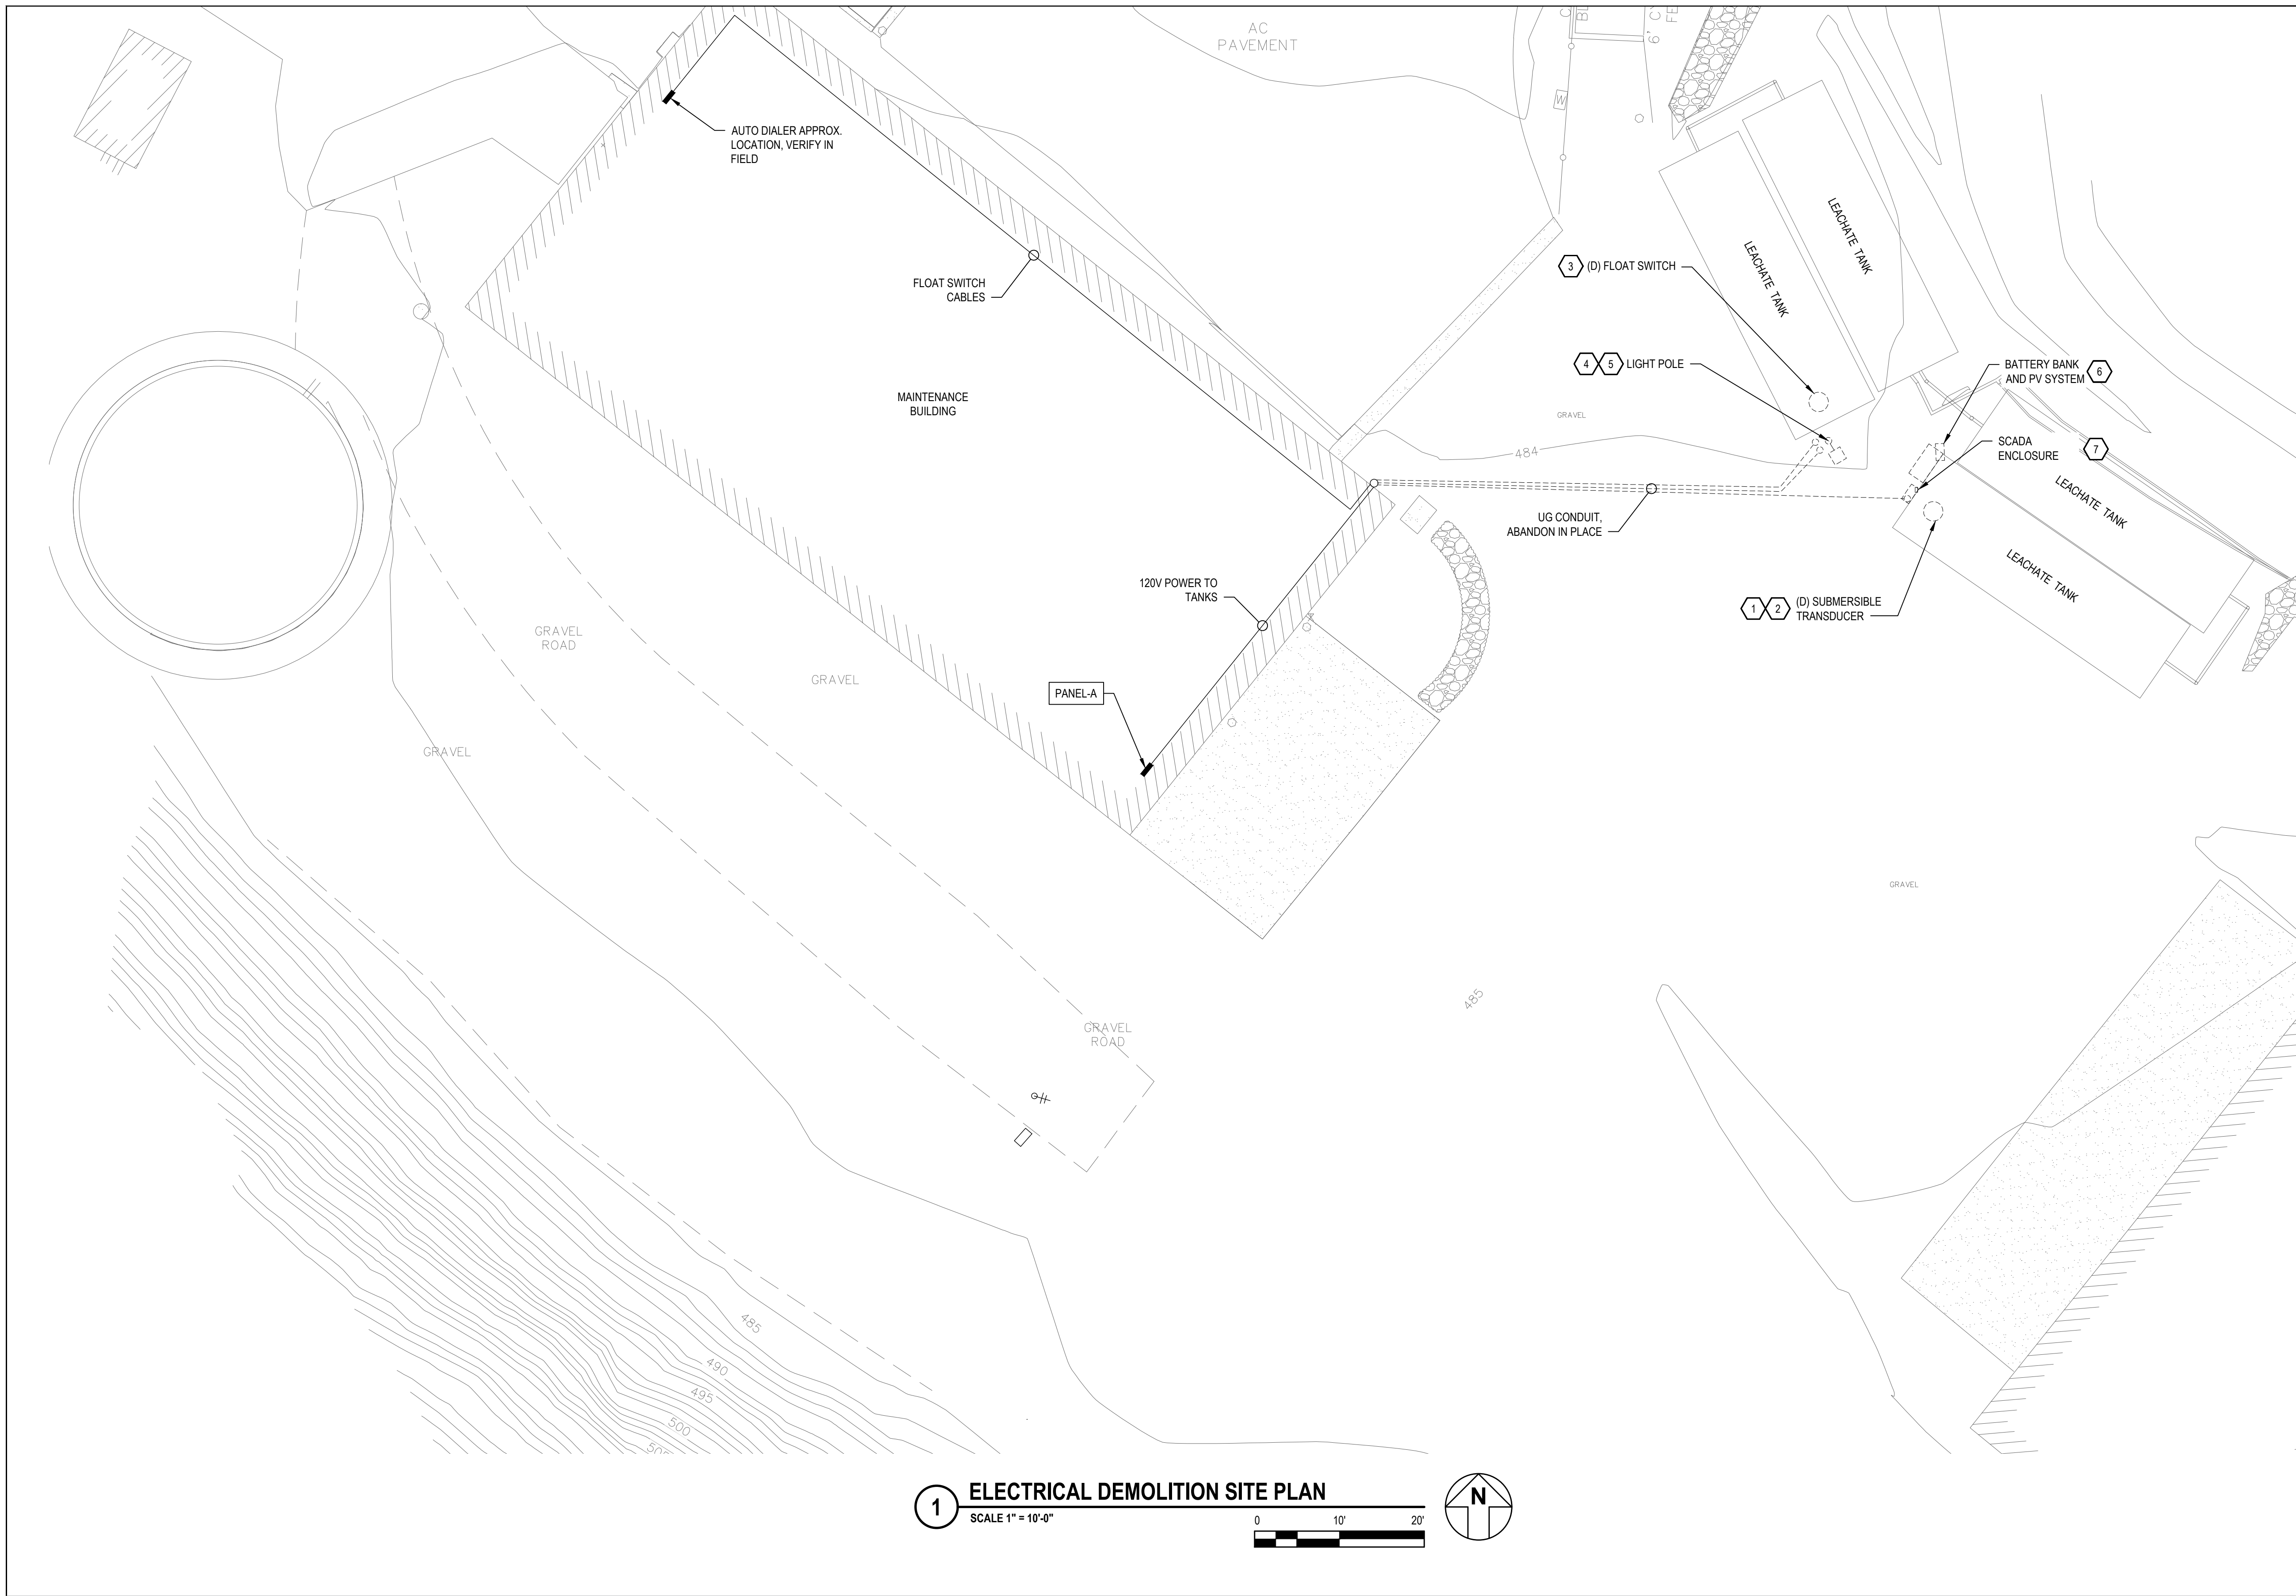 AC
PAVEMENT
6'
W
AUTO DIALER APPROX.
LOCATION, VERIFY IN
FIELD
LEACHATE TANK
LEACHATE TANK
3 (D) FLOAT SWITCH
FLOAT SWITCH
CABLES
4 5 LIGHT POLE
BATTERY BANK
AND PV SYSTEM 6
MAINTENANCE
BUILDING
GRAVEL
SCADA
ENCLOSURE 7
484
LEACHATE TANK
UG CONDUIT,
ABANDON IN PLACE
LEACHATE TANK
120V POWER TO
TANKS
1 2 (D) SUBMERSIBLE
TRANSDUCER
GRAVEL
ROAD
GRAVEL
PANEL-A
GRAVEL
GRAVEL
485
GRAVEL
ROAD
485
490
495
500
1 ELECTRICAL DEMOLITION SITE PLAN
SCALE 1" = 10'-0"
0 10' 20'
N